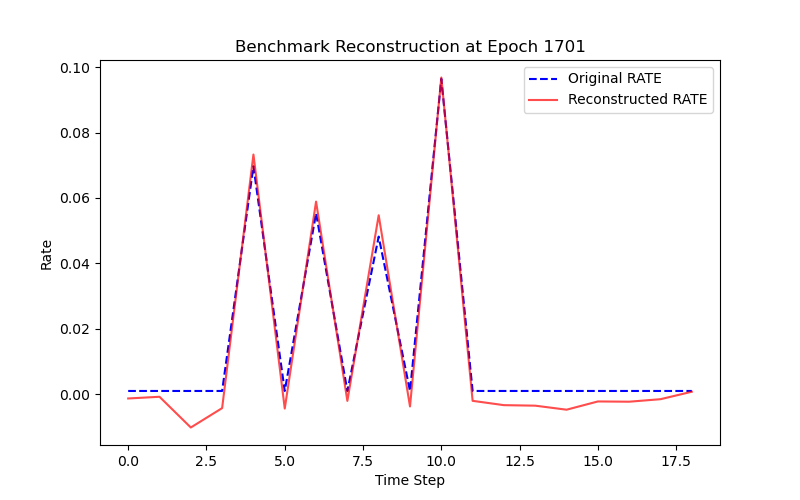 Benchmark Reconstruction at Epoch 1701
Original RATE
Reconstructed RATE
Rate
0.10
0.08
0.06
0.04
0.02
0.00
0.0 2.5 5.0 7.5 10.0 12.5 15.0 17.5
Time Step